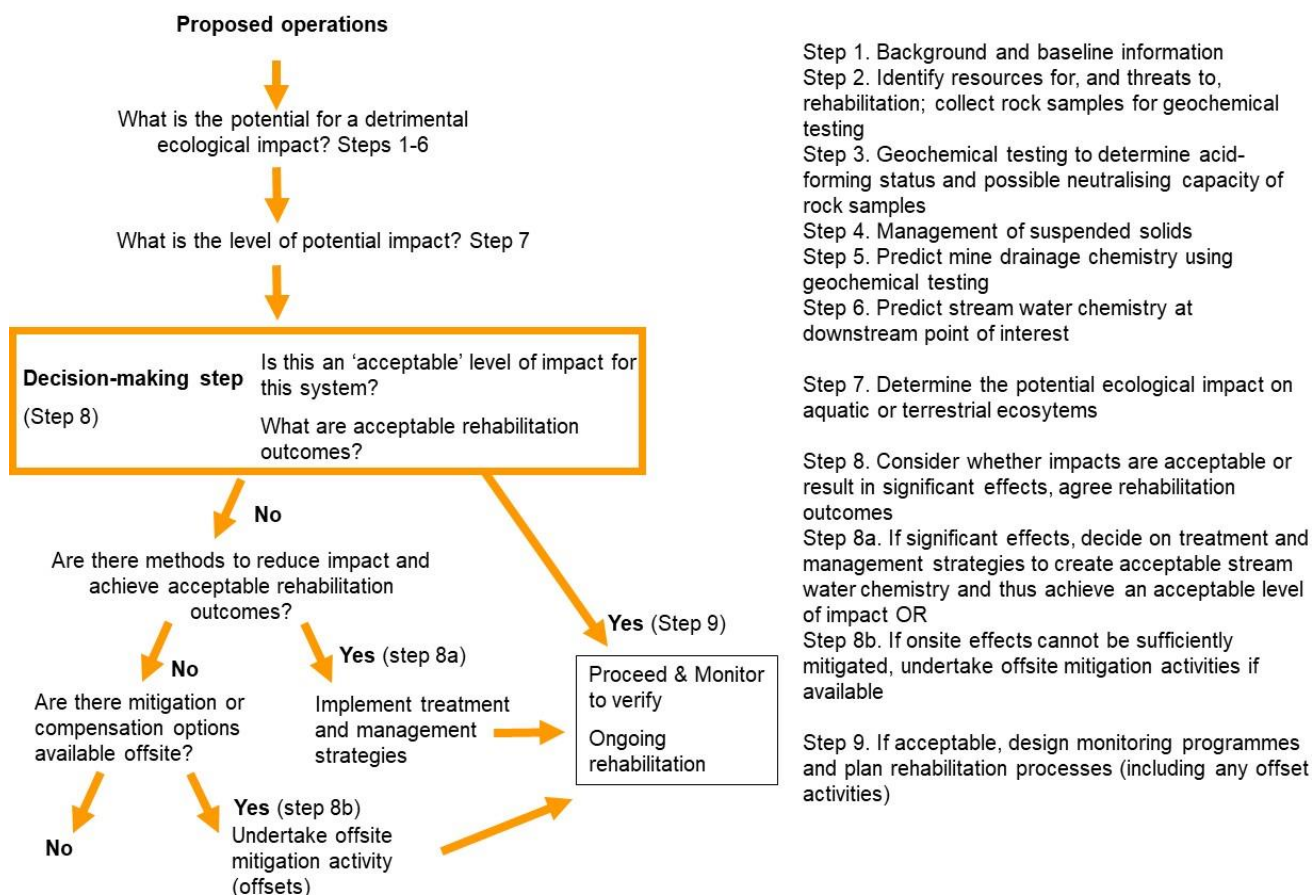 Proposed operations
What is the potential for a detrimental
ecological impact? Steps 1-6
What is the level of potential impact? Step 7
Decision-making step
(Step 8)
Is this an ‘acceptable’ level of impact for
this system?
What are acceptable rehabilitation
outcomes?
No
Are there methods to reduce impact and
achieve acceptable rehabilitation
outcomes?
Yes (Step 9)
No
Yes (step 8a)
Proceed & Monitor
to verify
Ongoing
rehabilitation
Are there mitigation or
compensation options
available offsite?
Implement treatment
and management
strategies
No
Yes (step 8b)
Undertake offsite
mitigation activity
(offsets)
Step 1. Background and baseline information
Step 2. Identify resources for, and threats to,
rehabilitation; collect rock samples for geochemical
testing
Step 3. Geochemical testing to determine acid-
forming status and possible neutralising capacity of
rock samples
Step 4. Management of suspended solids
Step 5. Predict mine drainage chemistry using
geochemical testing
Step 6. Predict stream water chemistry at
downstream point of interest
Step 7. Determine the potential ecological impact on
aquatic or terrestrial ecosytems
Step 8. Consider whether impacts are acceptable or
result in significant effects, agree rehabilitation
outcomes
Step 8a. If significant effects, decide on treatment and
management strategies to create acceptable stream
water chemistry and thus achieve an acceptable level
of impact OR
Step 8b. If onsite effects cannot be sufficiently
mitigated, undertake offsite mitigation activities if
available
Step 9. If acceptable, design monitoring programmes
and plan rehabilitation processes (including any offset
activities)